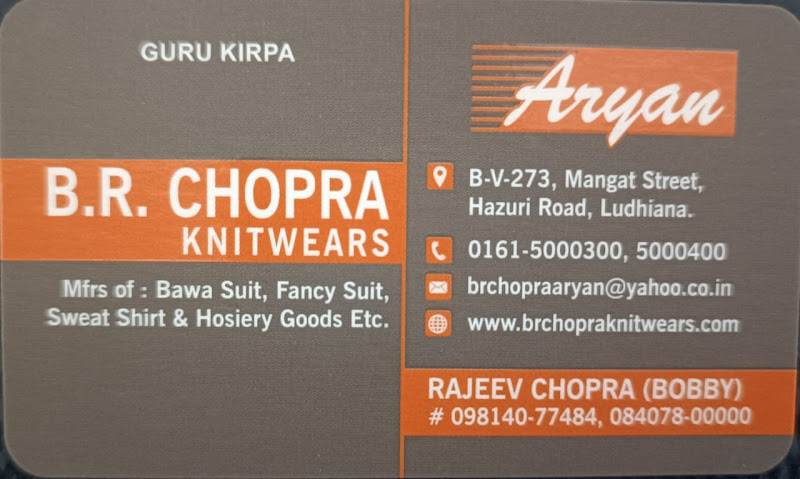 GURU KIRPA
B.R. CHOPRA
KNITWEARS
Mfrs of : Bawa Suit, Fancy Suit,
Sweat Shirt & Hosiery Goods Etc.
Aryan
B-V-273, Mangat Street,
Hazuri Road, Ludhiana.
0161-5000300, 5000400
brchopraaryan@yahoo.co.in
www.brchopraknitwears.com
RAJEEV CHOPRA (BOBBY)
# 098140-77484, 084078-00000